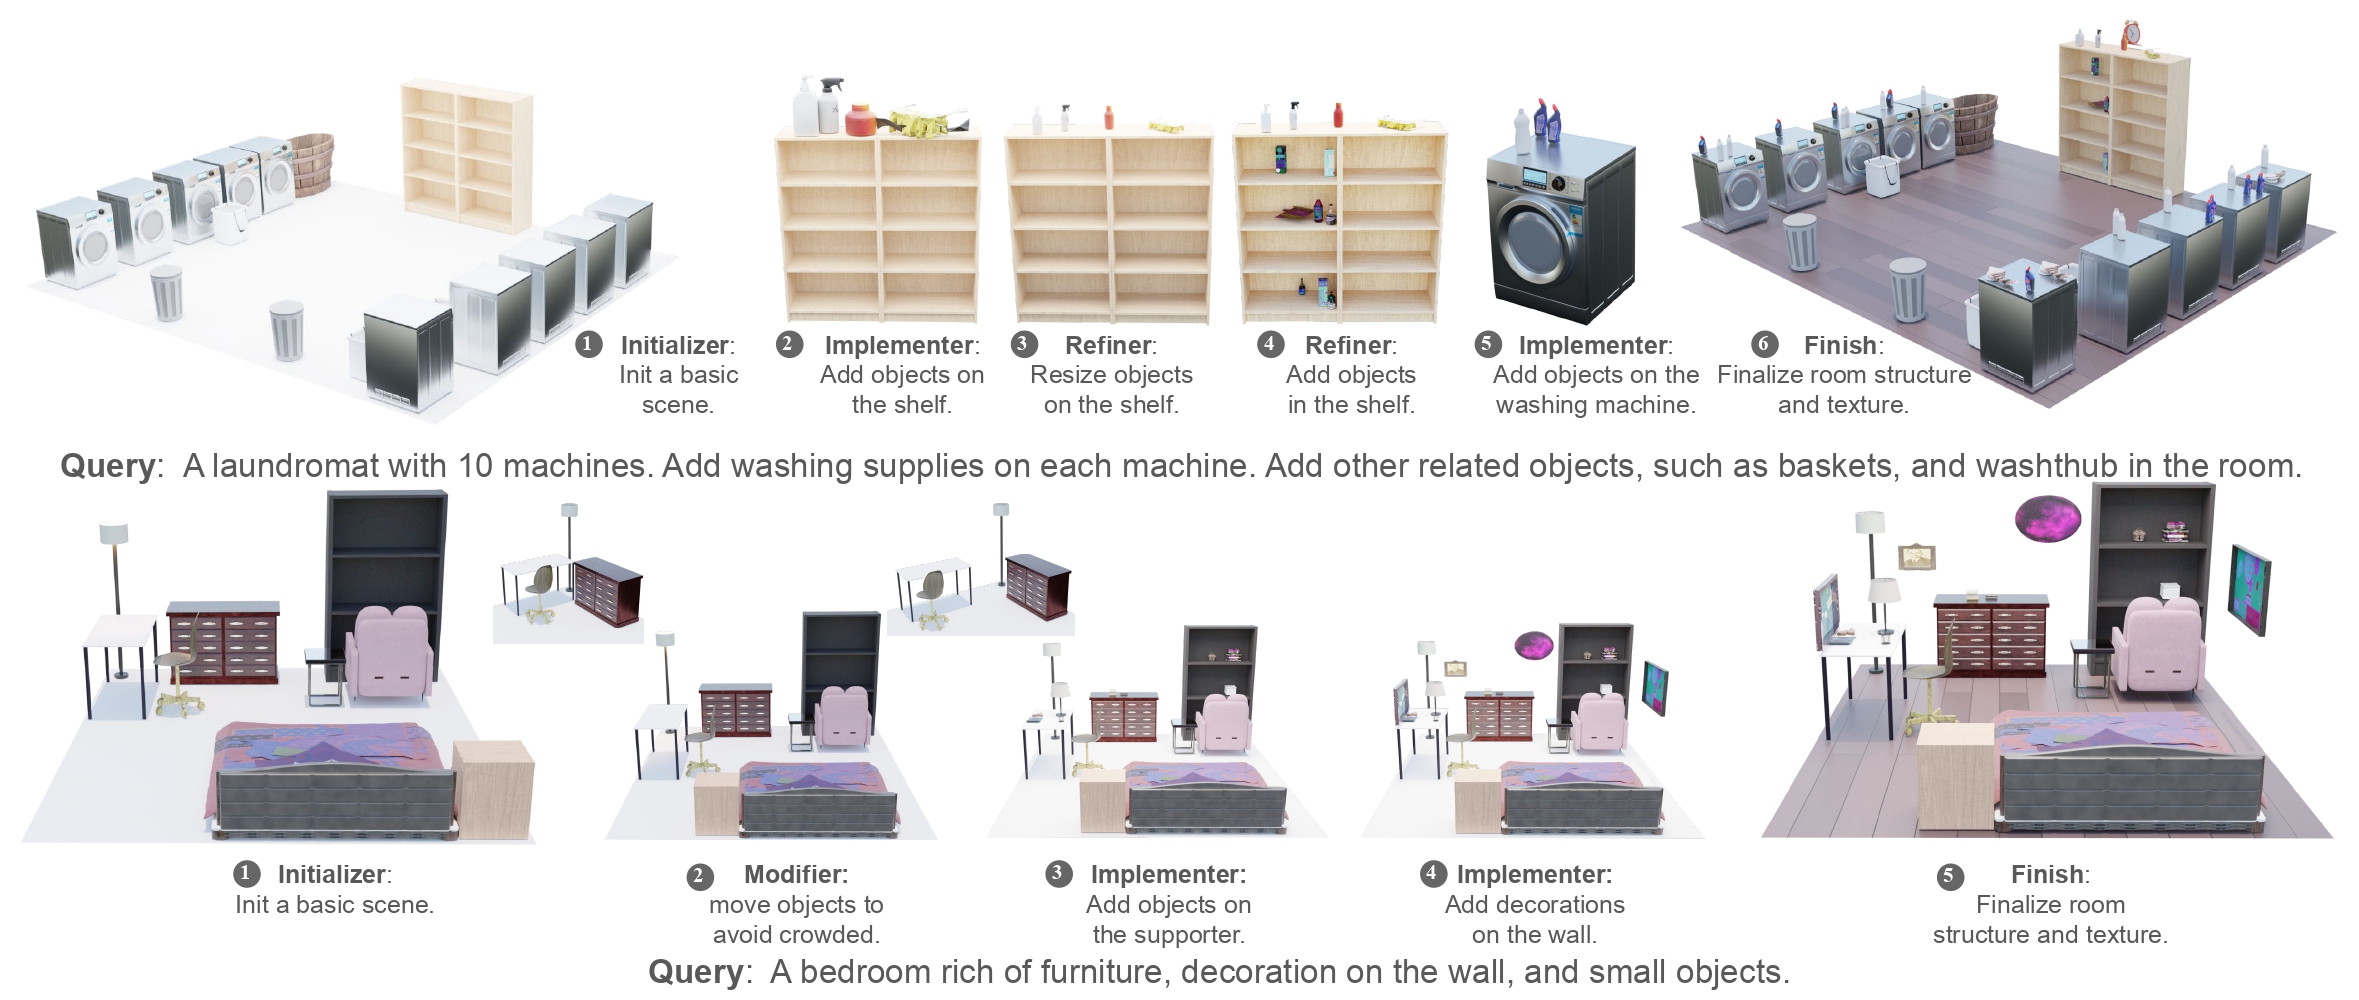 1 Initializer:
Init a basic
scene.
2 Implementer:
Add objects on
the shelf.
3 Refiner:
Resize objects
on the shelf.
4 Refiner:
Add objects
in the shelf.
5 Implementer:
Add objects on the
washing machine.
6 Finish:
Finalize room structure
and texture.
Query: A laundromat with 10 machines. Add washing supplies on each machine. Add other related objects, such as baskets, and washthub in the room.
1 Initializer:
Init a basic scene.
2 Modifier:
move objects to
avoid crowded.
3 Implementer:
Add objects on
the supporter.
4 Implementer:
Add decorations
on the wall.
5 Finish:
Finalize room
structure and texture.
Query: A bedroom rich of furniture, decoration on the wall, and small objects.